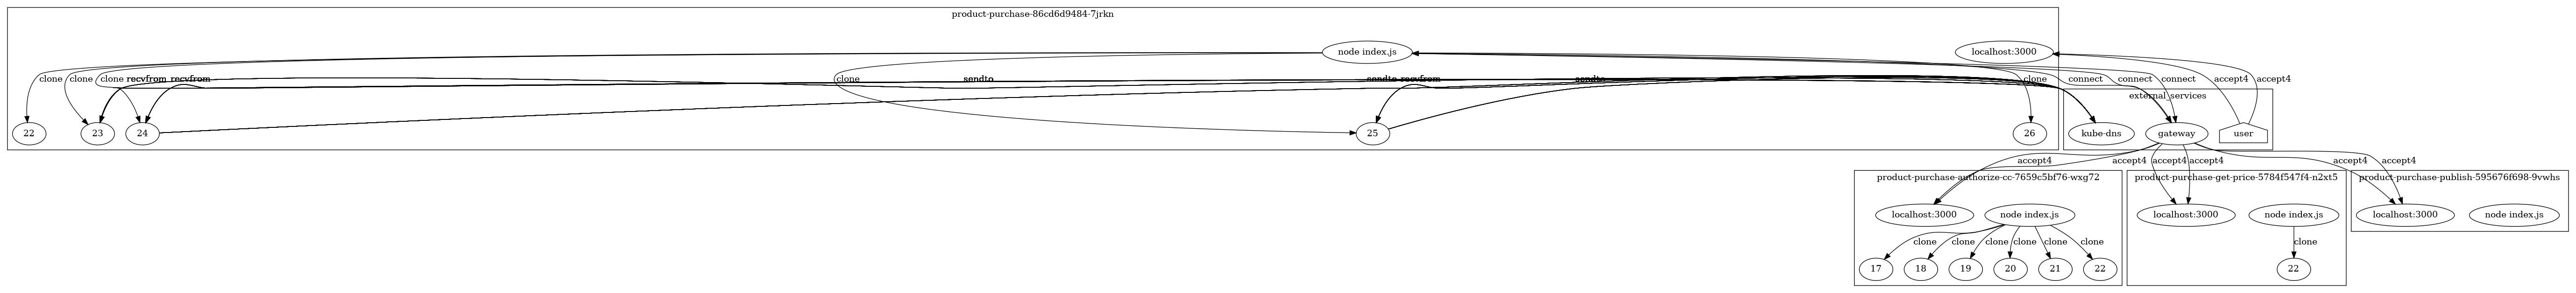 product-purchase-86cd6d9484-7jrkn
node index.js
localhost:3000
clone
clone
clone
recvfrom
recvfrom
clone
sendto
sendto
recvfrom
sendto
clone
connect
connect
connect
accept4
accept4
external_services
22
23
24
25
26
kube-dns
gateway
user
accept4
accept4
accept4
accept4
accept4
accept4
product-purchase-authorize-cc-7659c5bf76-wxg72
product-purchase-get-price-5784f547f4-n2xt5
product-purchase-publish-595676f698-9vwhs
localhost:3000
node index.js
localhost:3000
node index.js
localhost:3000
node index.js
clone
clone
clone
clone
clone
clone
clone
17
18
19
20
21
22
22